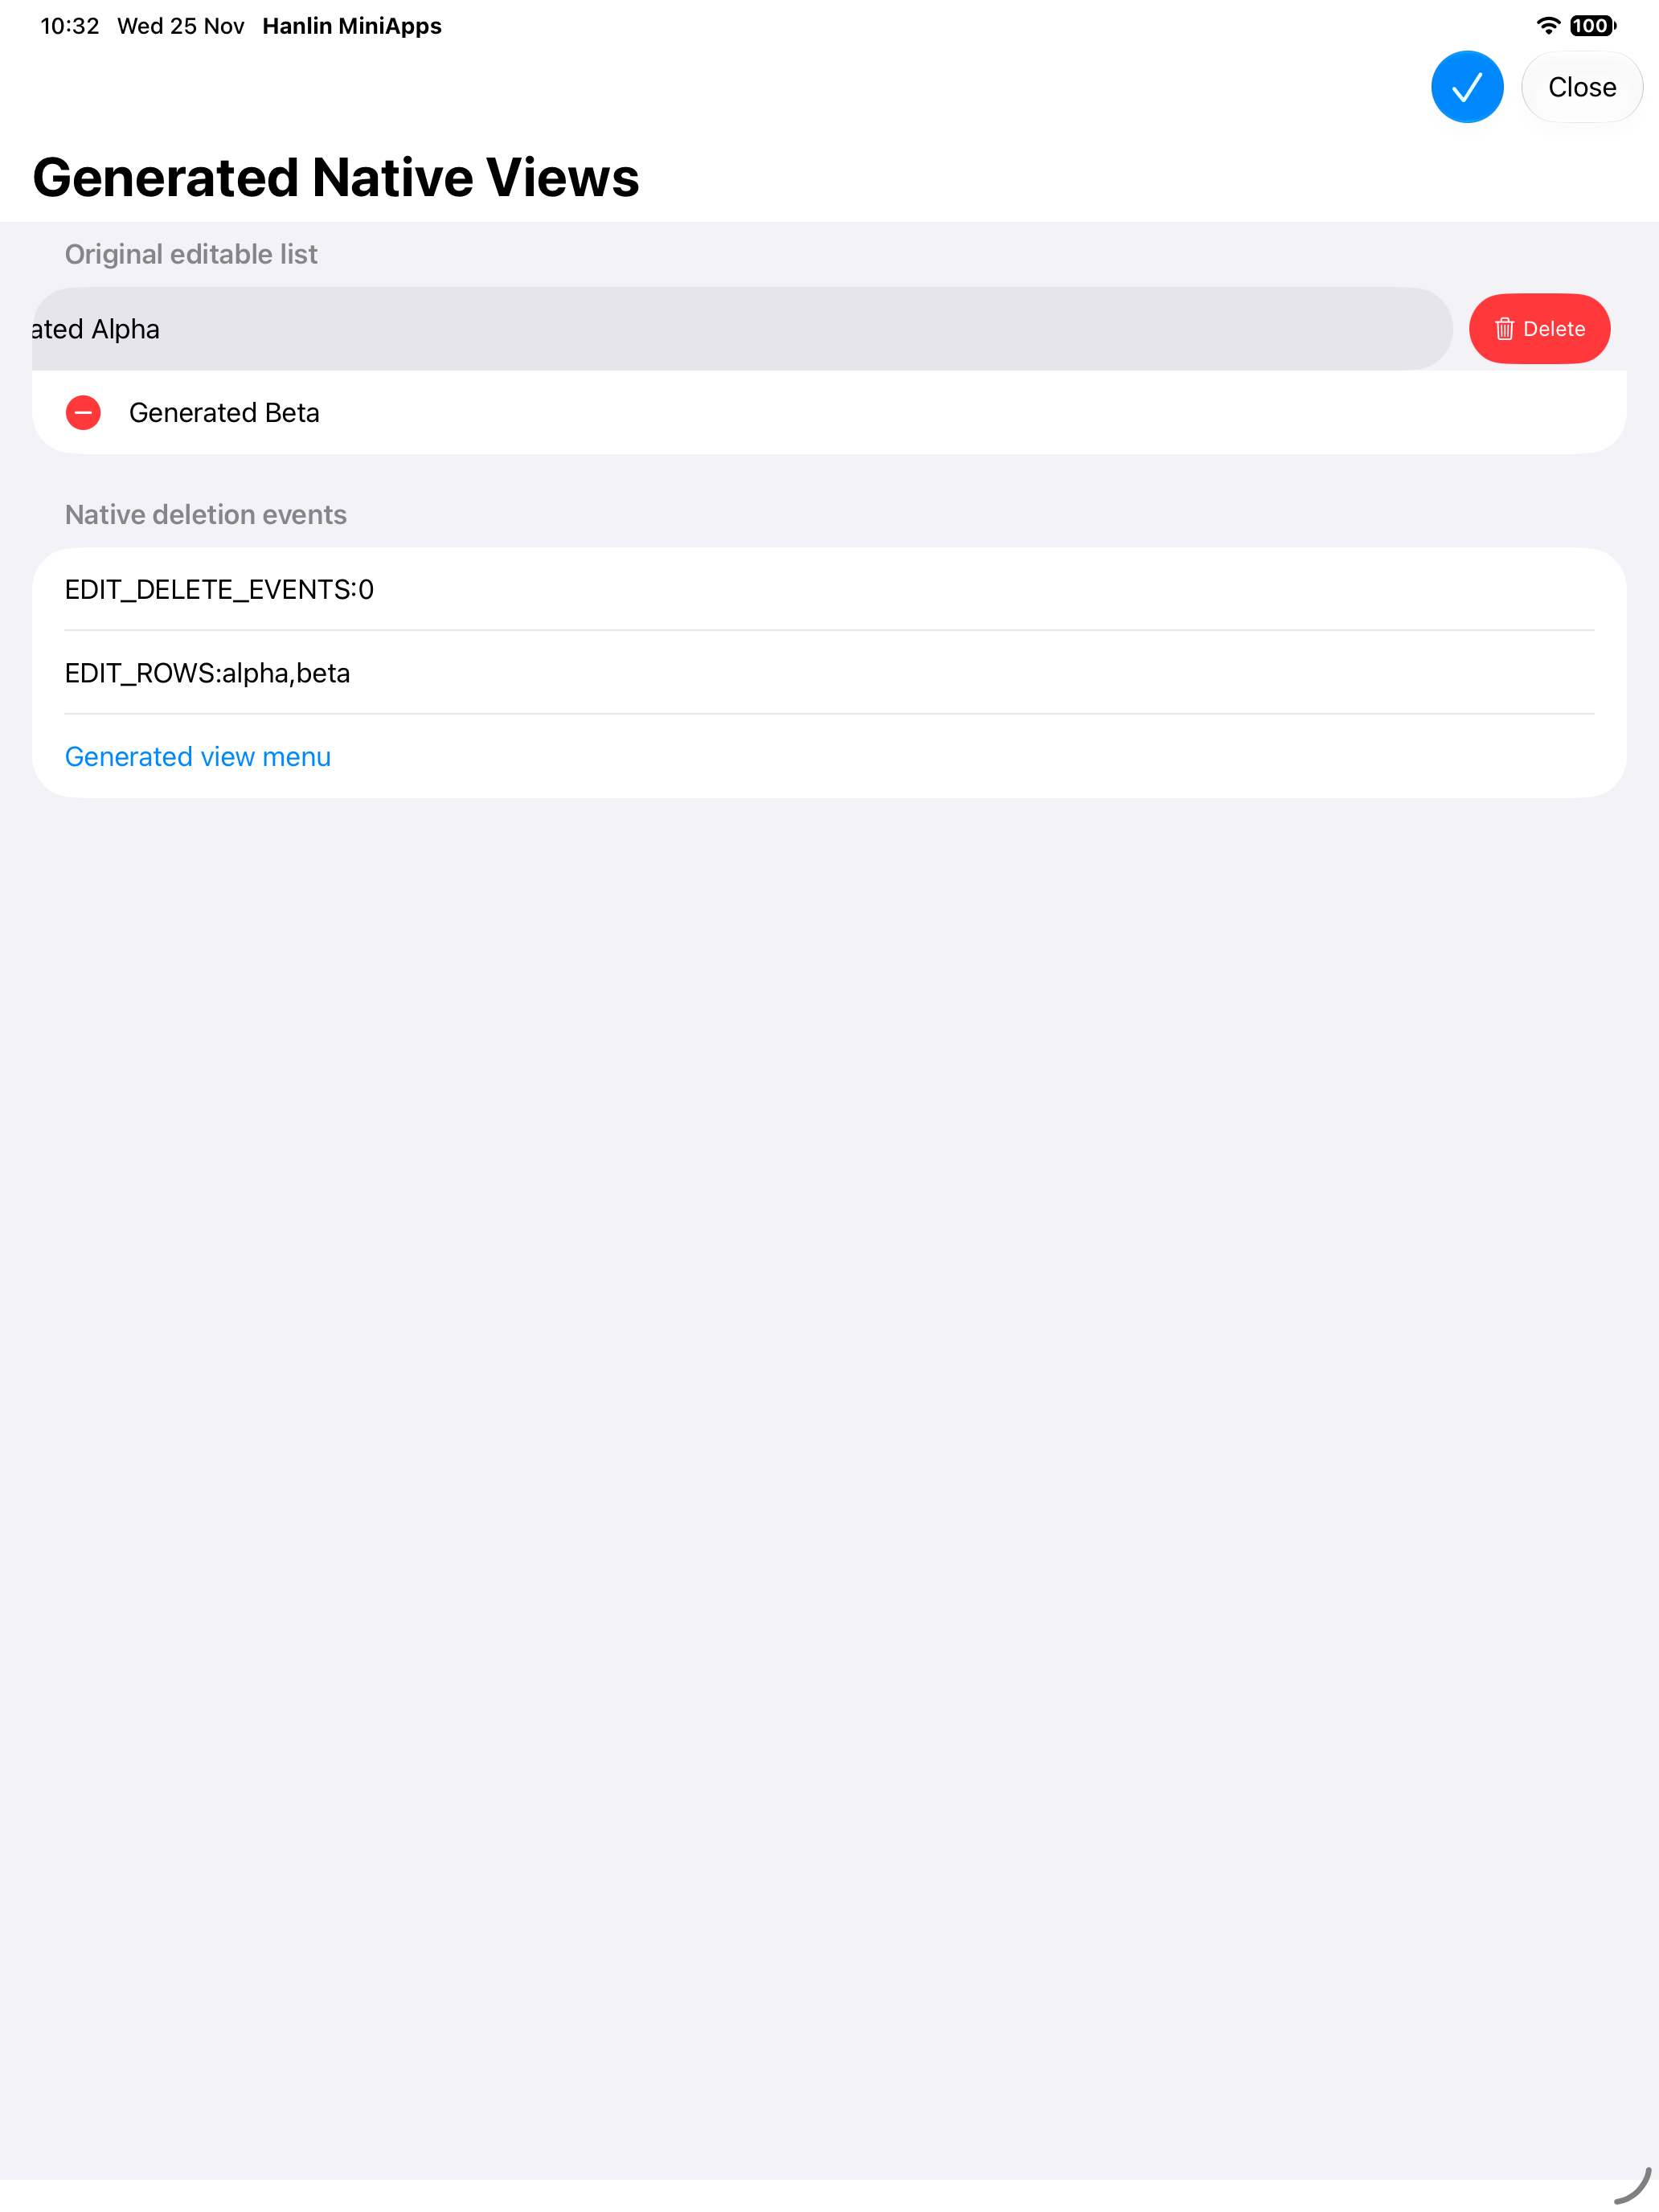 10:32 Wed 25 Nov Hanlin MiniApps 100
Close
Generated Native Views
Original editable list
ated Alpha Delete
Generated Beta
Native deletion events
EDIT_DELETE_EVENTS:0
EDIT_ROWS:alpha,beta
Generated view menu